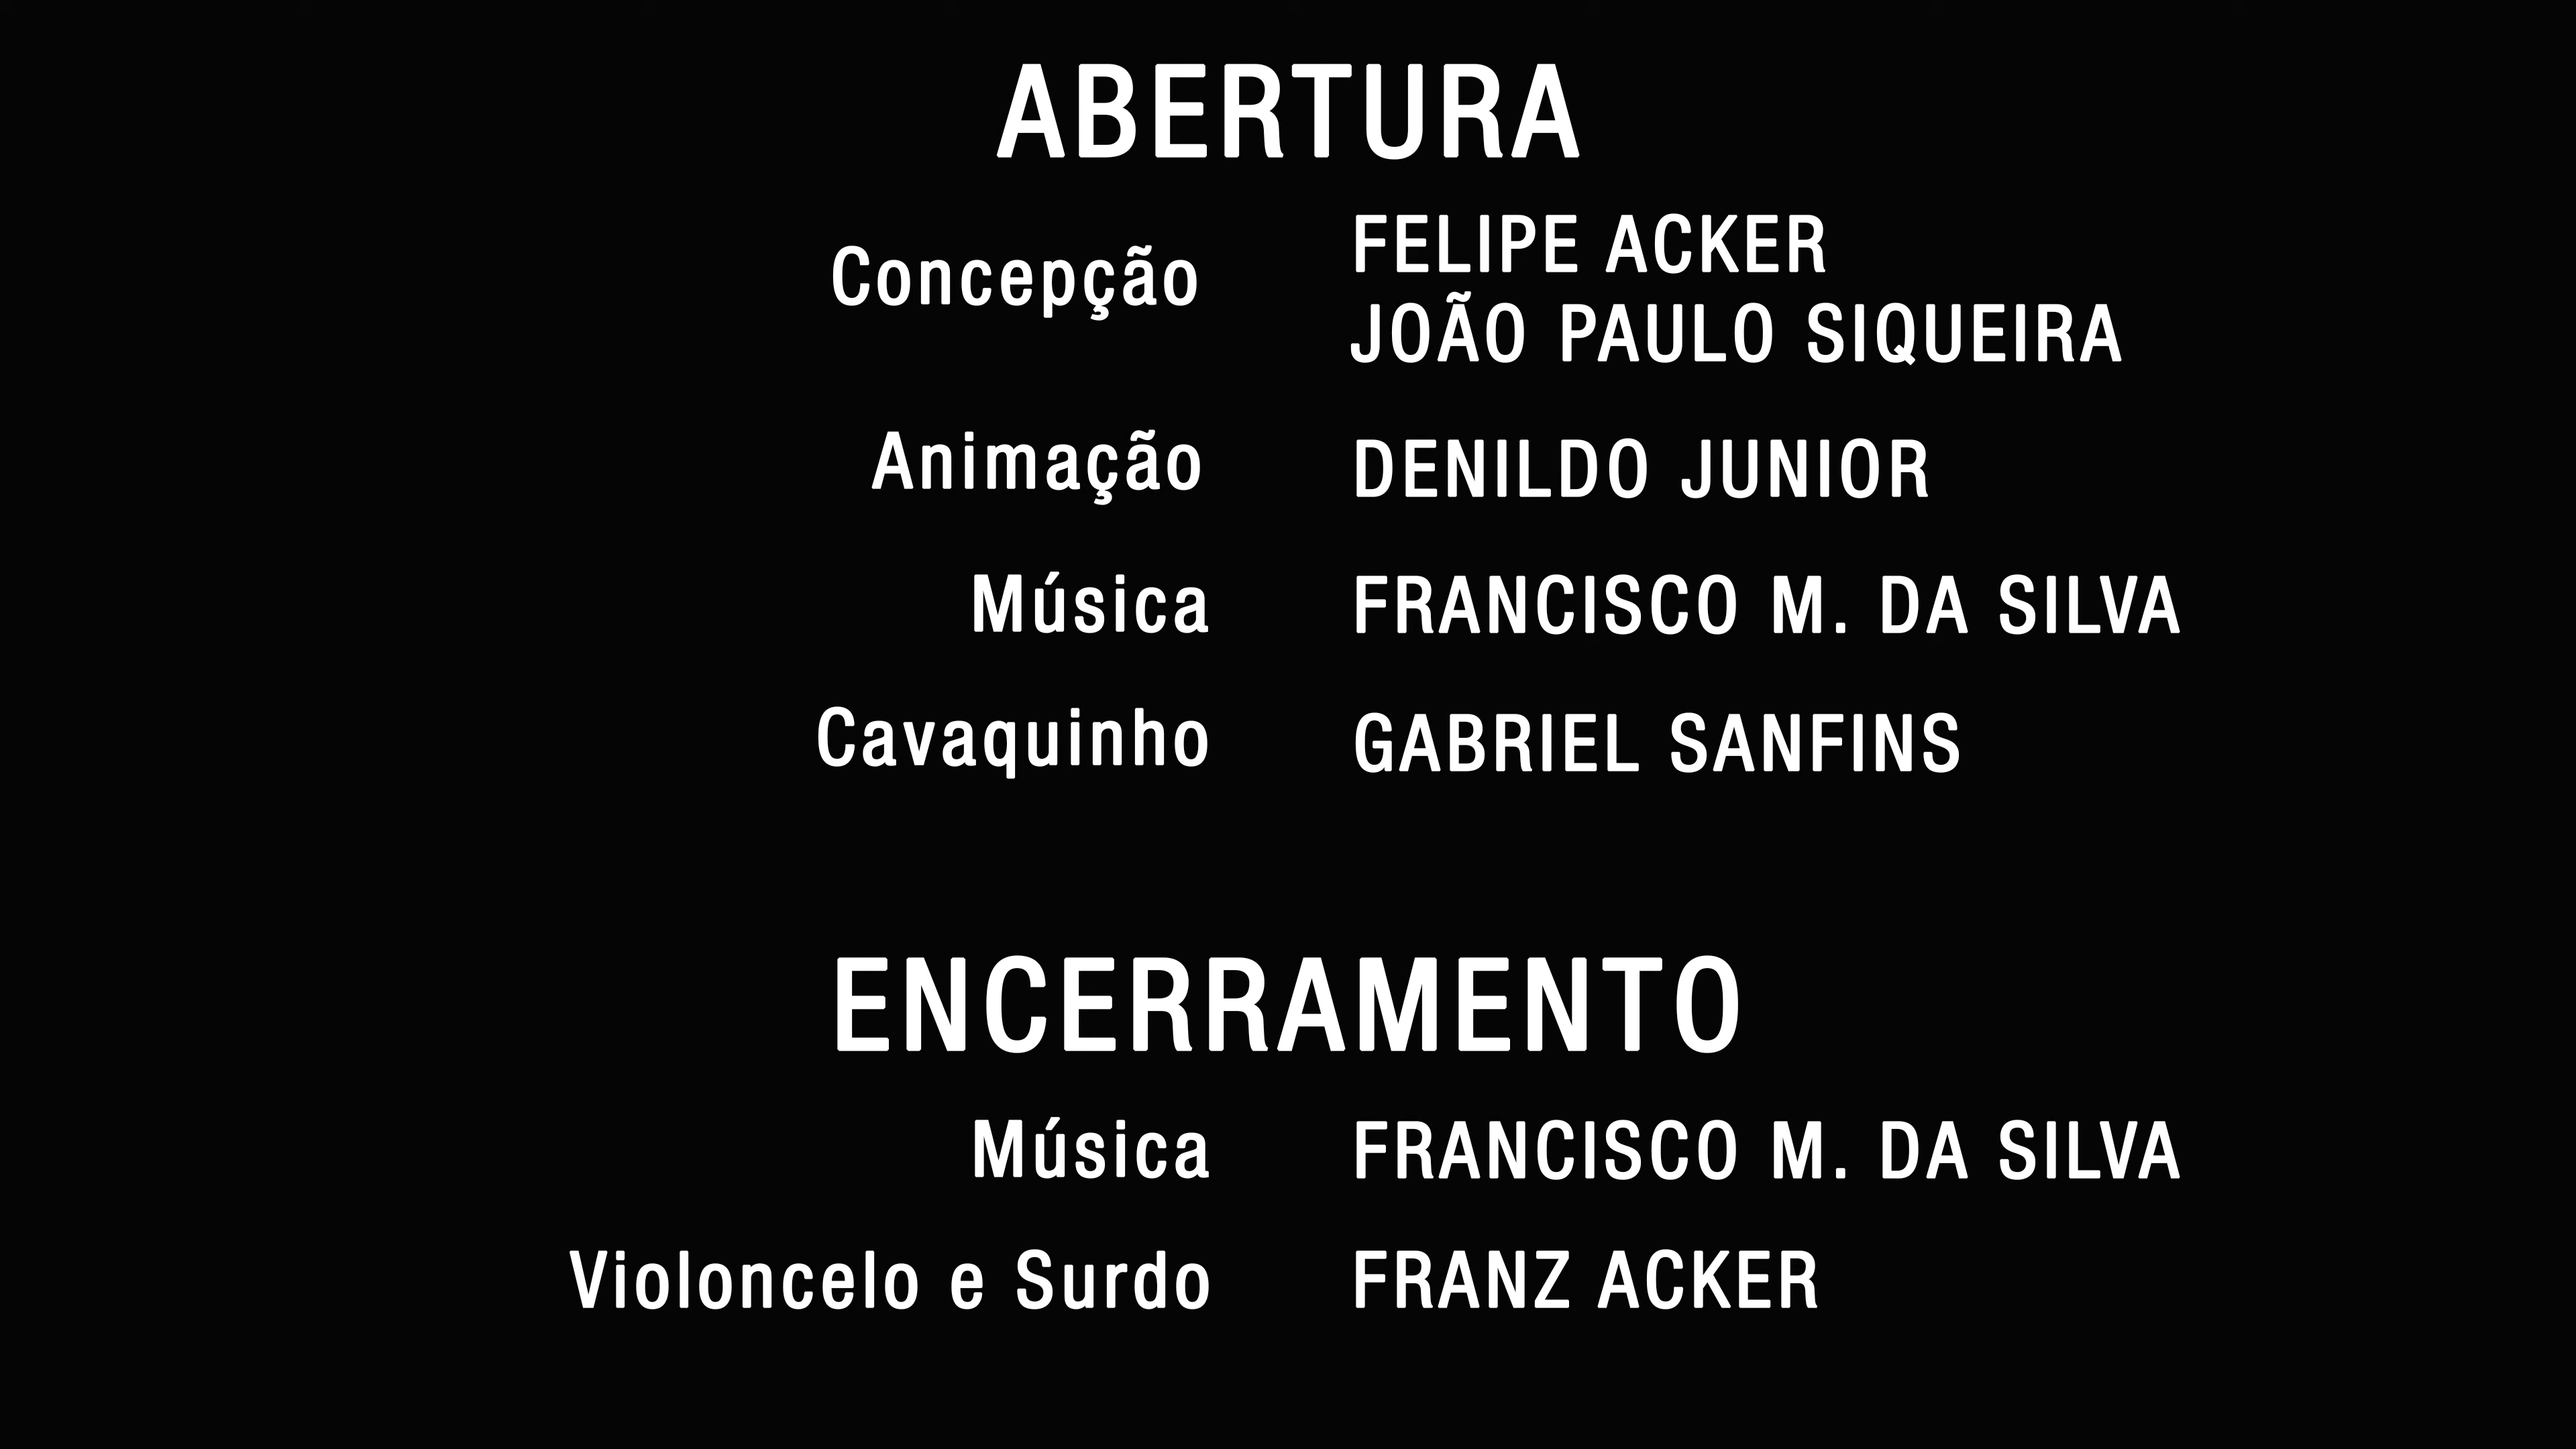 ABERTURA
Concepção FELIPE ACKER
JOÃO PAULO SIQUEIRA
Animação DENILDO JUNIOR
Música FRANCISCO M. DA SILVA
Cavaquinho GABRIEL SANFINS
ENCERRAMENTO
Música FRANCISCO M. DA SILVA
Violoncelo e Surdo FRANZ ACKER